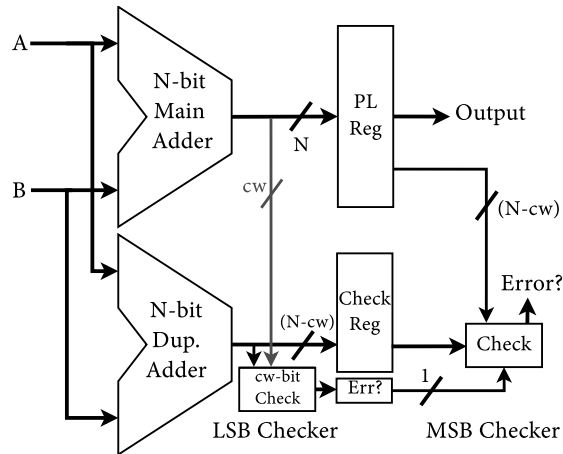 A
N-bit
Main
Adder
PL
Reg
Output
N
cw
B
(N-cw)
N-bit
Dup.
Adder
(N-cw)
Check
Reg
Error?
Check
cw-bit
Check
Err?
1
LSB Checker
MSB Checker